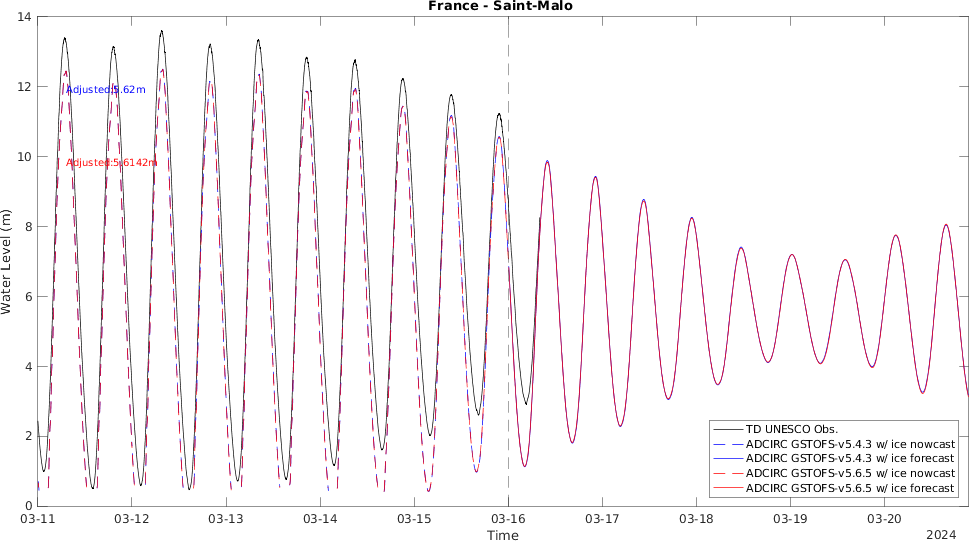 France - Saint-Malo
14
12
10
8
6
4
2
0
Water Level (m)
Adjusted:5.62m
Adjusted:5.6142m
TD UNESCO Obs.
ADCIRC GSTOFS-v5.4.3 w/ ice nowcast
ADCIRC GSTOFS-v5.4.3 w/ ice forecast
ADCIRC GSTOFS-v5.6.5 w/ ice nowcast
ADCIRC GSTOFS-v5.6.5 w/ ice forecast
03-11 03-12 03-13 03-14 03-15 03-16 03-17 03-18 03-19 03-20
Time
2024